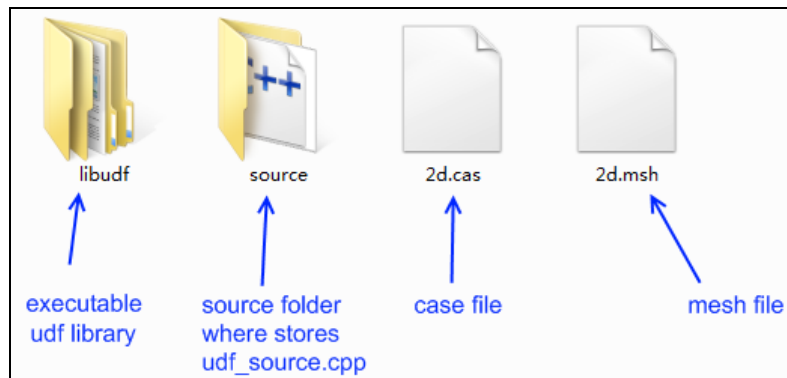 libudf
source
2d.cas
2d.msh
executable
udf library
source folder
where stores
udf_source.cpp
case file
mesh file